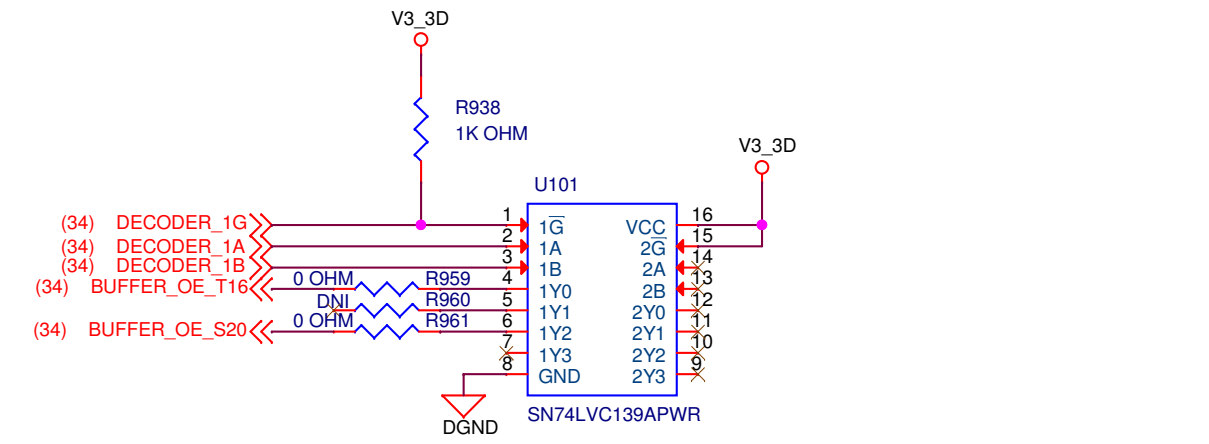 V3_3D
R938
1K OHM
V3_3D
U101
(34) DECODER_1G 1 1G VCC 16
(34) DECODER_1A 2 1A 2G 15
(34) DECODER_1B 3 1B 2A 14
(34) BUFFER_OE_T16 0 OHM R959 4 1Y0 2B 13
DNI R960 5 1Y1 2Y0 12
(34) BUFFER_OE_S20 0 OHM R961 6 1Y2 2Y1 11
7 1Y3 2Y2 10
8 GND 2Y3 9
DGND
SN74LVC139APWR